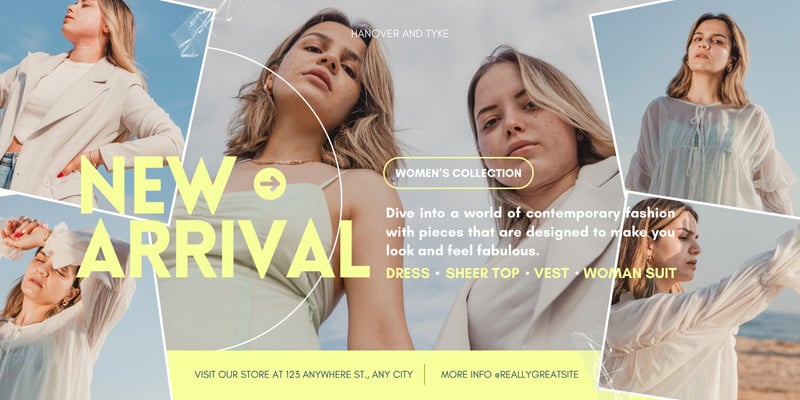 HANOVER AND TYKE
NEW
ARRIVAL
WOMEN'S COLLECTION
Dive into a world of contemporary fashion
with pieces that are designed to make you
look and feel fabulous.
DRESS • SHEER TOP • VEST • WOMAN SUIT
VISIT OUR STORE AT 123 ANYWHERE ST., ANY CITY
MORE INFO @REALLYGREATSITE